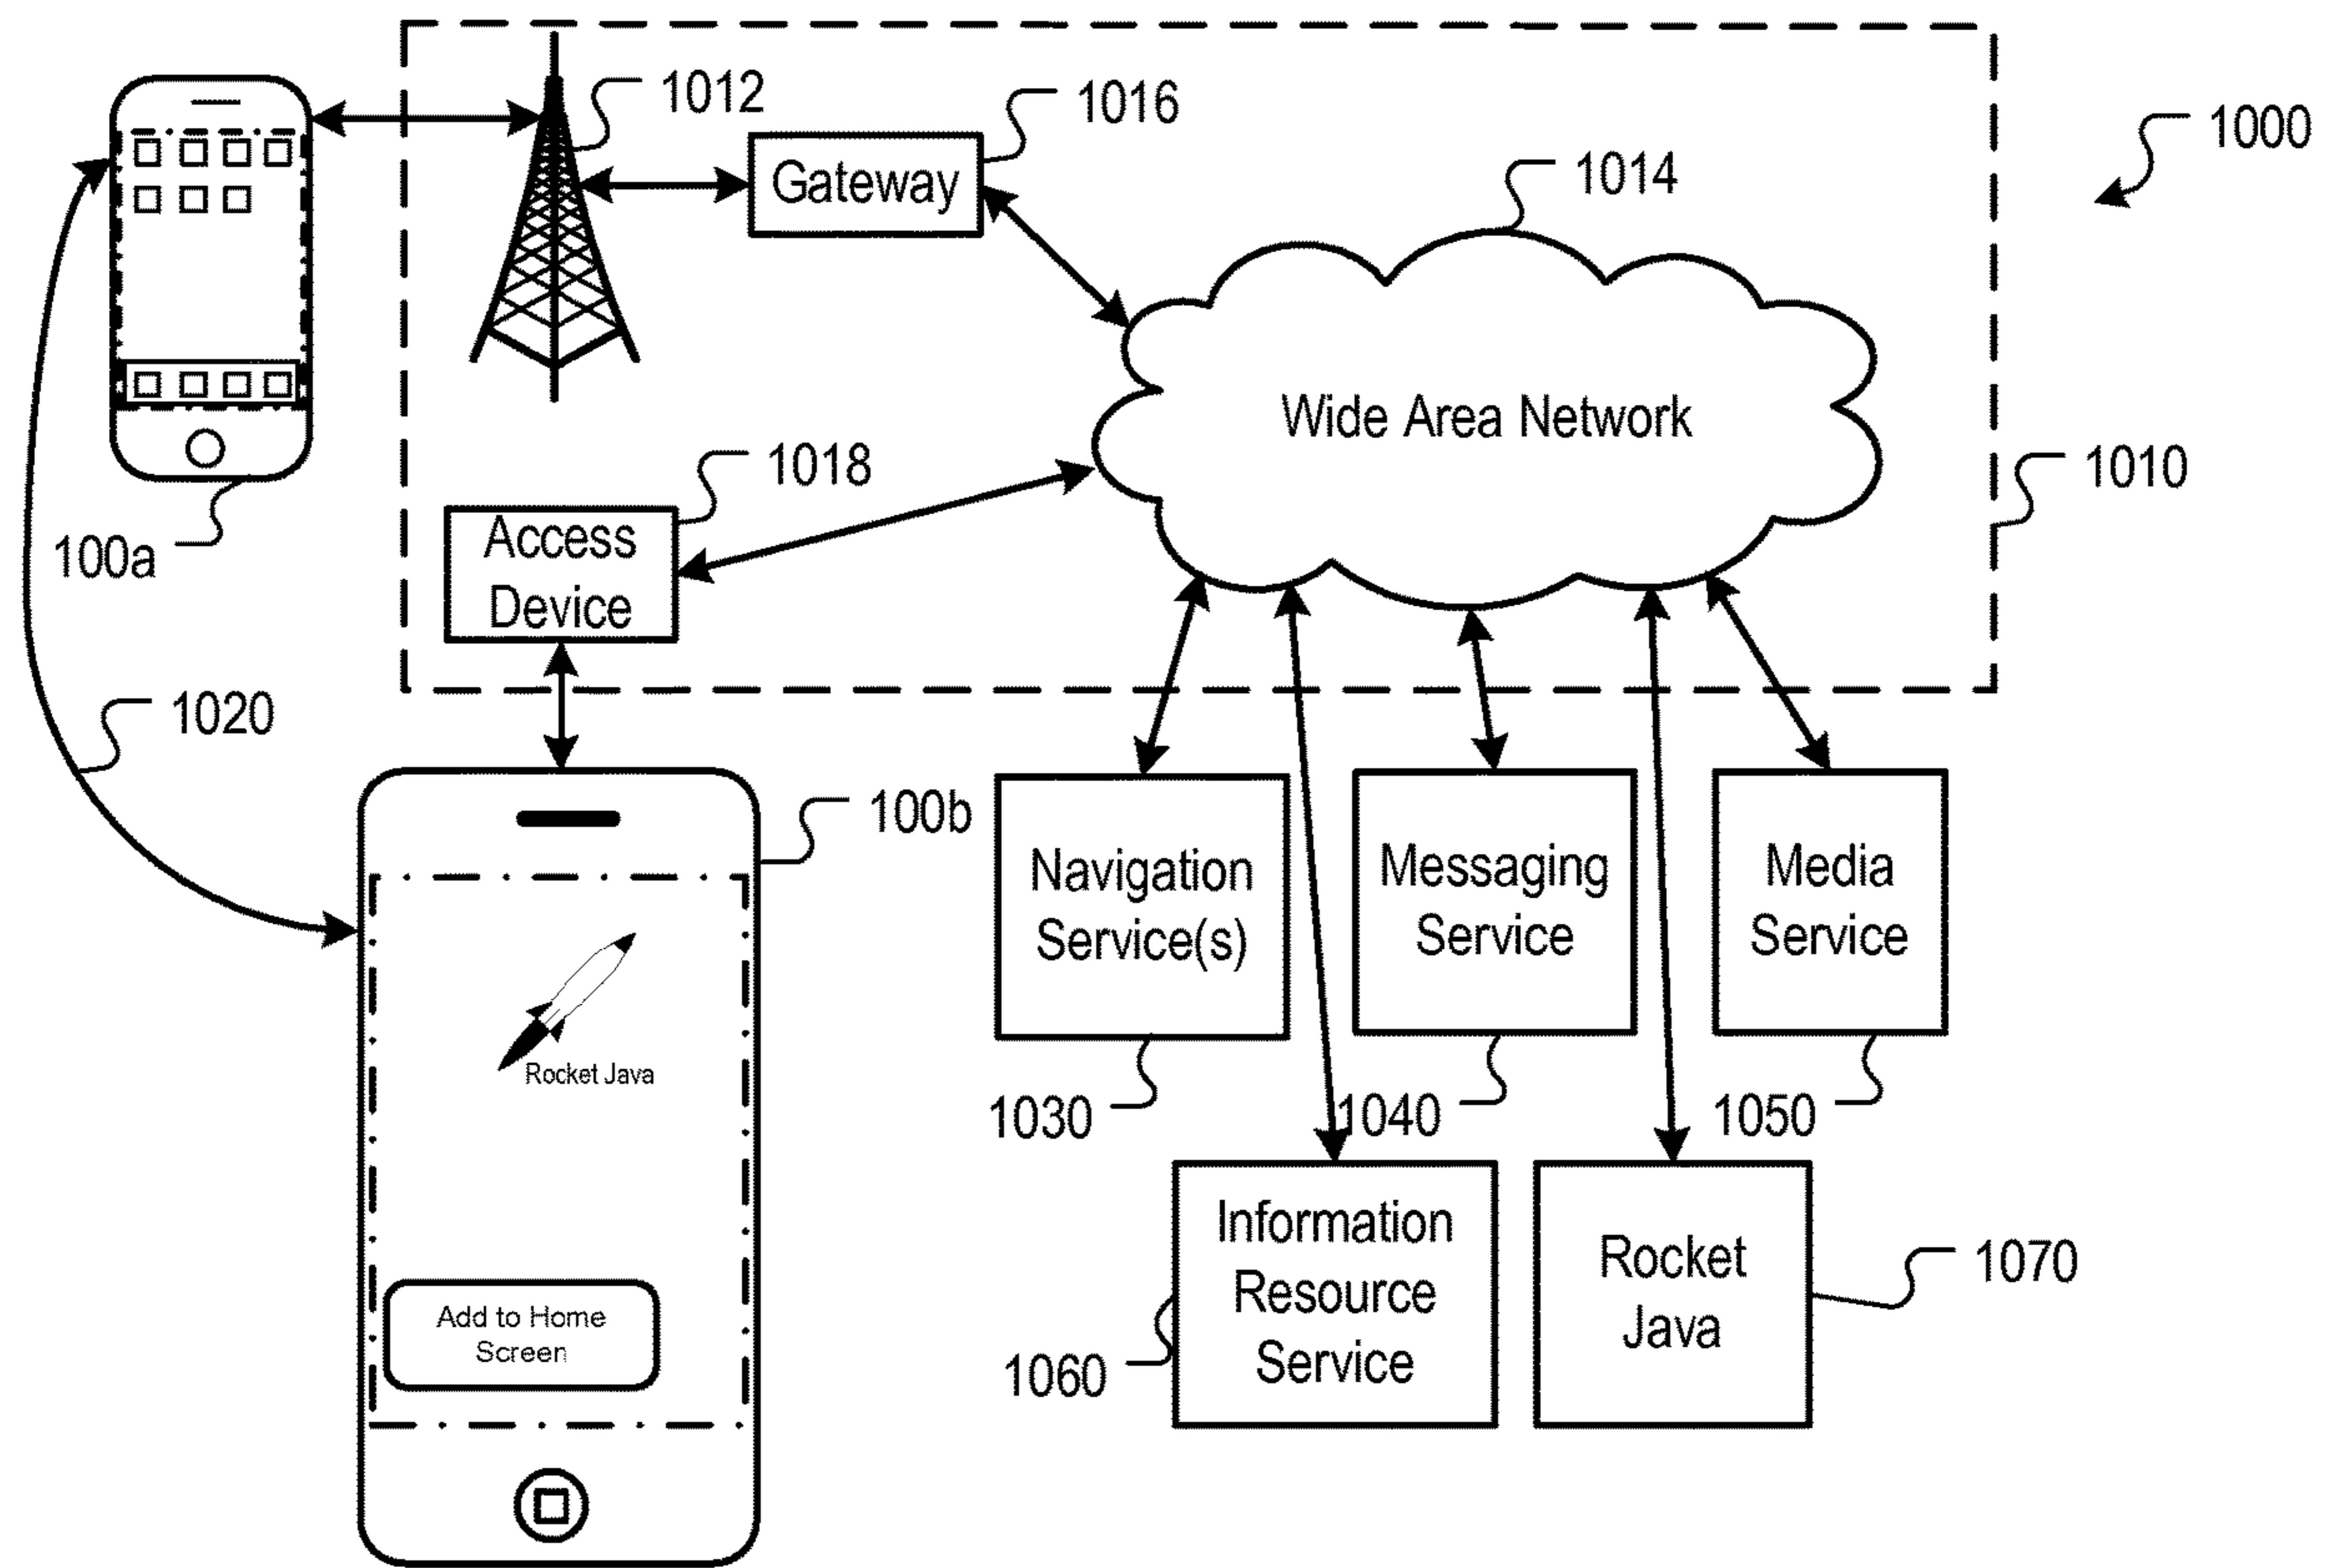 1012
1016
1000
Gateway
1014
Wide Area Network
1018
1010
Access
Device
100a
1020
100b
Navigation
Service(s)
Messaging
Service
Media
Service
Rocket Java
1030
1040
1050
Information
Resource
Service
Rocket
Java
1070
Add to Home
Screen
1060